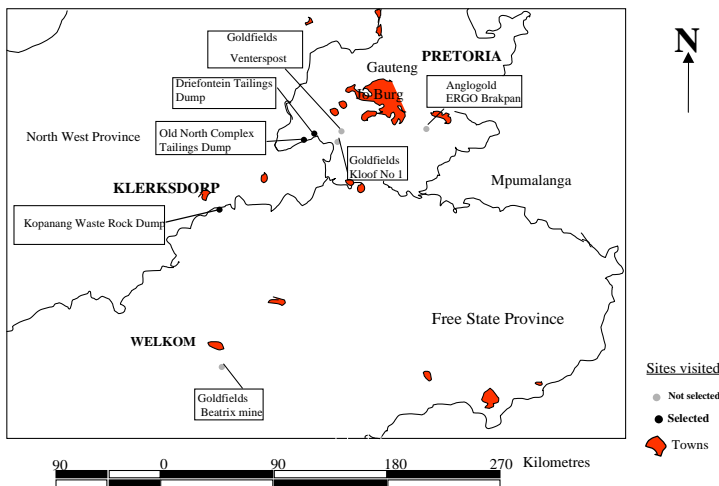 Goldfields
Venterspost
PRETORIA
N
Gauteng
Driefontein Tailings
Dump
Jo Burg
Anglogold
ERGO Brakpan
North West Province
Old North Complex
Tailings Dump
Goldfields
Kloof No 1
Mpumalanga
KLERKSDORP
Kopanang Waste Rock Dump
Free State Province
WELKOM
Sites visited
Not selected
Selected
Towns
Goldfields
Beatrix mine
90 0 90 180 270 Kilometres